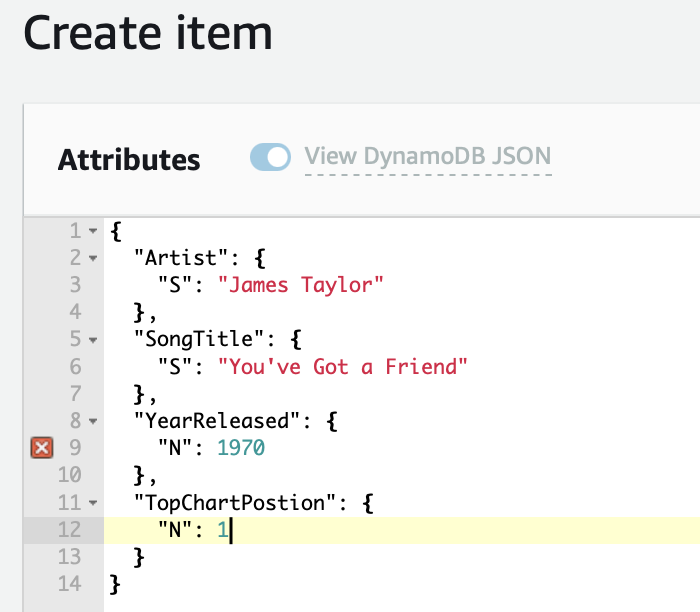 Create item
Attributes View DynamoDB JSON
1 {
2 "Artist": {
3 "S": "James Taylor"
4 },
5 "SongTitle": {
6 "S": "You've Got a Friend"
7 },
8 "YearReleased": {
9 "N": 1970
10 },
11 "TopChartPostion": {
12 "N": 1
13 }
14 }